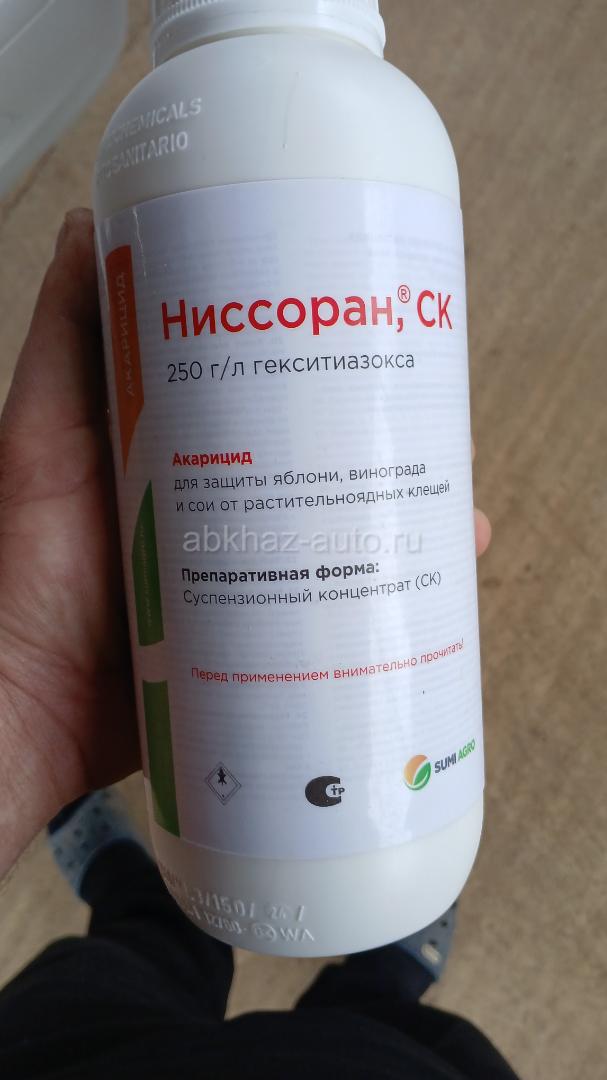 CHEMICALS
АКАРИЦИД
Ниссоран,® СК
250 г/л гекситиазокса
Акарицид
для защиты яблони, винограда
и сои от растительноядных клещей
abkhaz-auto.ru
Препаративная форма:
Суспензионный концентрат (СК)
Перед применением внимательно прочитать!
SUMI AGRO